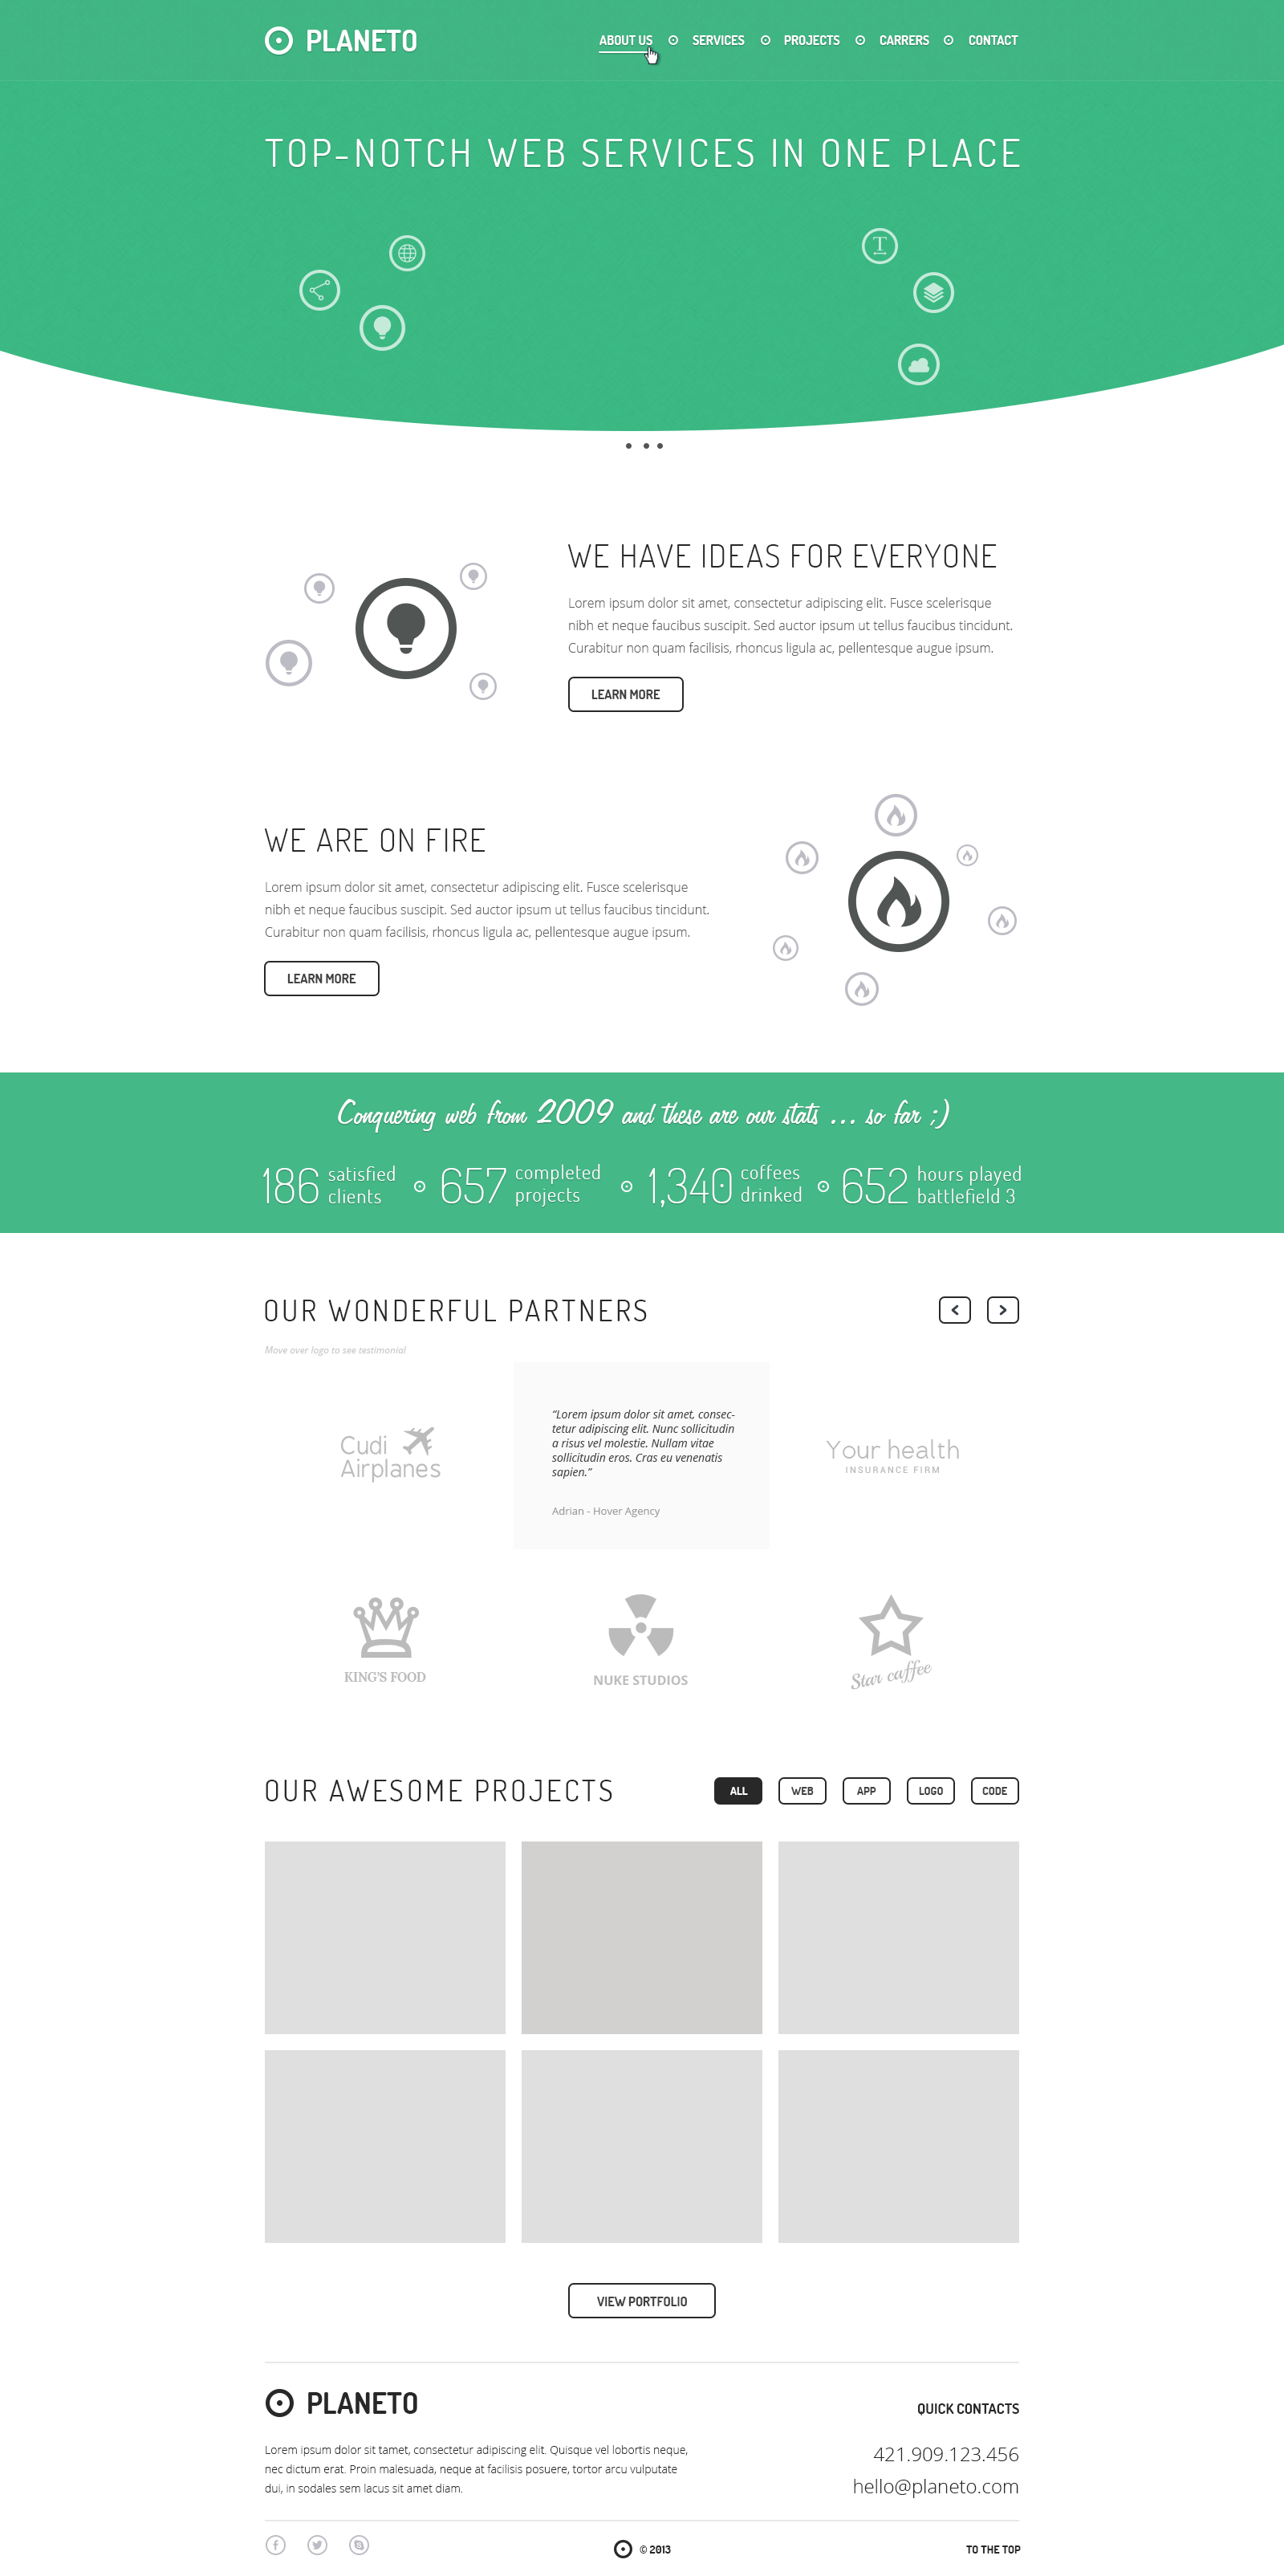 PLANETO
ABOUT US
SERVICES
PROJECTS
CARRERS
CONTACT
TOP-NOTCH WEB SERVICES IN ONE PLACE
T
WE HAVE IDEAS FOR EVERYONE
Lorem ipsum dolor sit amet, consectetur adipiscing elit. Fusce scelerisque
nibh et neque faucibus suscipit. Sed auctor ipsum ut tellus faucibus tincidunt.
Curabitur non quam facilisis, rhoncus ligula ac, pellentesque augue ipsum.
LEARN MORE
WE ARE ON FIRE
Lorem ipsum dolor sit amet, consectetur adipiscing elit. Fusce scelerisque
nibh et neque faucibus suscipit. Sed auctor ipsum ut tellus faucibus tincidunt.
Curabitur non quam facilisis, rhoncus ligula ac, pellentesque augue ipsum.
LEARN MORE
Conquering web from 2009 and these are our stats ... so far ;)
186 satisfied
clients
657 completed
projects
1,340 coffees
drinked
652 hours played
battlefield 3
OUR WONDERFUL PARTNERS
Move over logo to see testimonial
Cudi
Airplanes
“Lorem ipsum dolor sit amet, consec-
tetur adipiscing elit. Nunc sollicitudin
a risus vel molestie. Nullam vitae
sollicitudin eros. Cras eu venenatis
sapien.”
Adrian - Hover Agency
Your health
INSURANCE FIRM
KING'S FOOD
NUKE STUDIOS
Star caffee
OUR AWESOME PROJECTS
ALL
WEB
APP
LOGO
CODE
VIEW PORTFOLIO
PLANETO
Lorem ipsum dolor sit tamet, consectetur adipiscing elit. Quisque vel lobortis neque,
nec dictum erat. Proin malesuada, neque at facilisis posuere, tortor arcu vulputate
dui, in sodales sem lacus sit amet diam.
QUICK CONTACTS
421.909.123.456
hello@planeto.com
© 2013
TO THE TOP